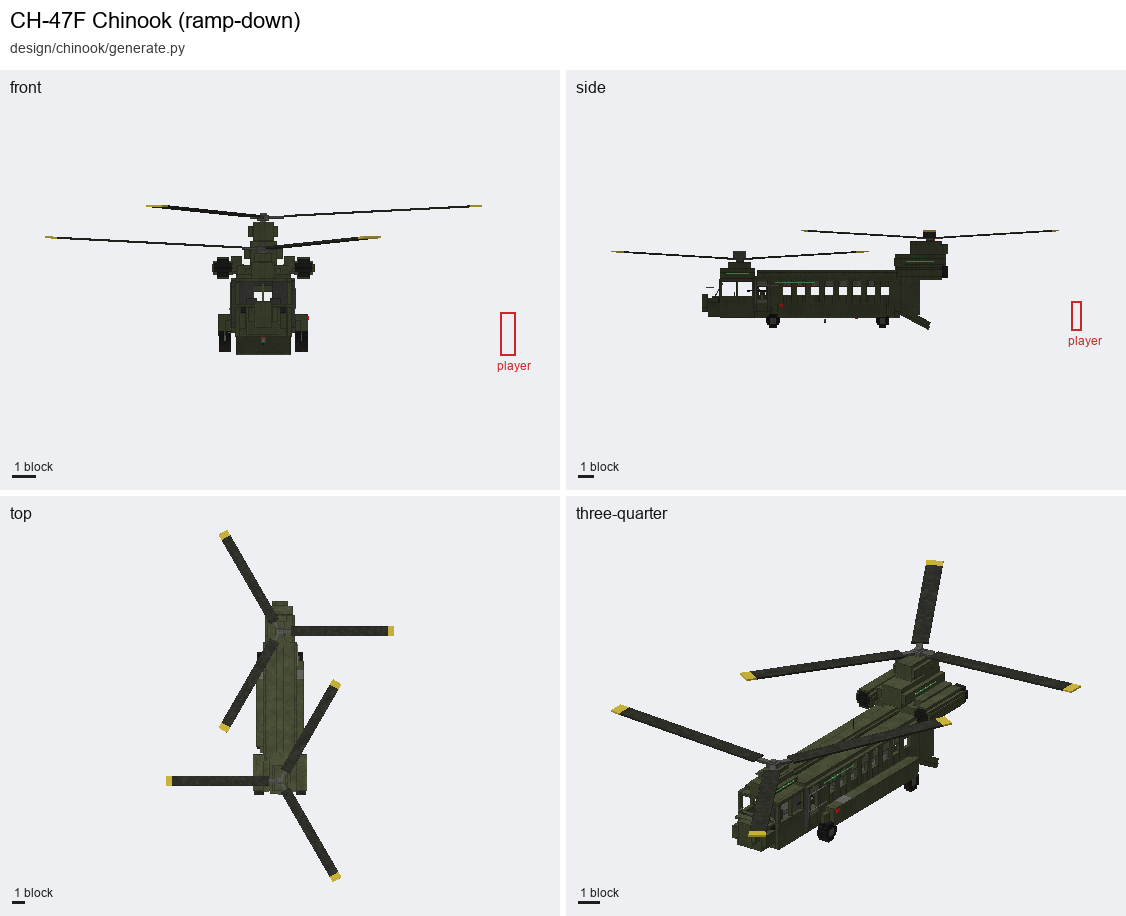 CH-47F Chinook (ramp-down)
design/chinook/generate.py
front
side
player
player
1 block
1 block
top
three-quarter
1 block
1 block